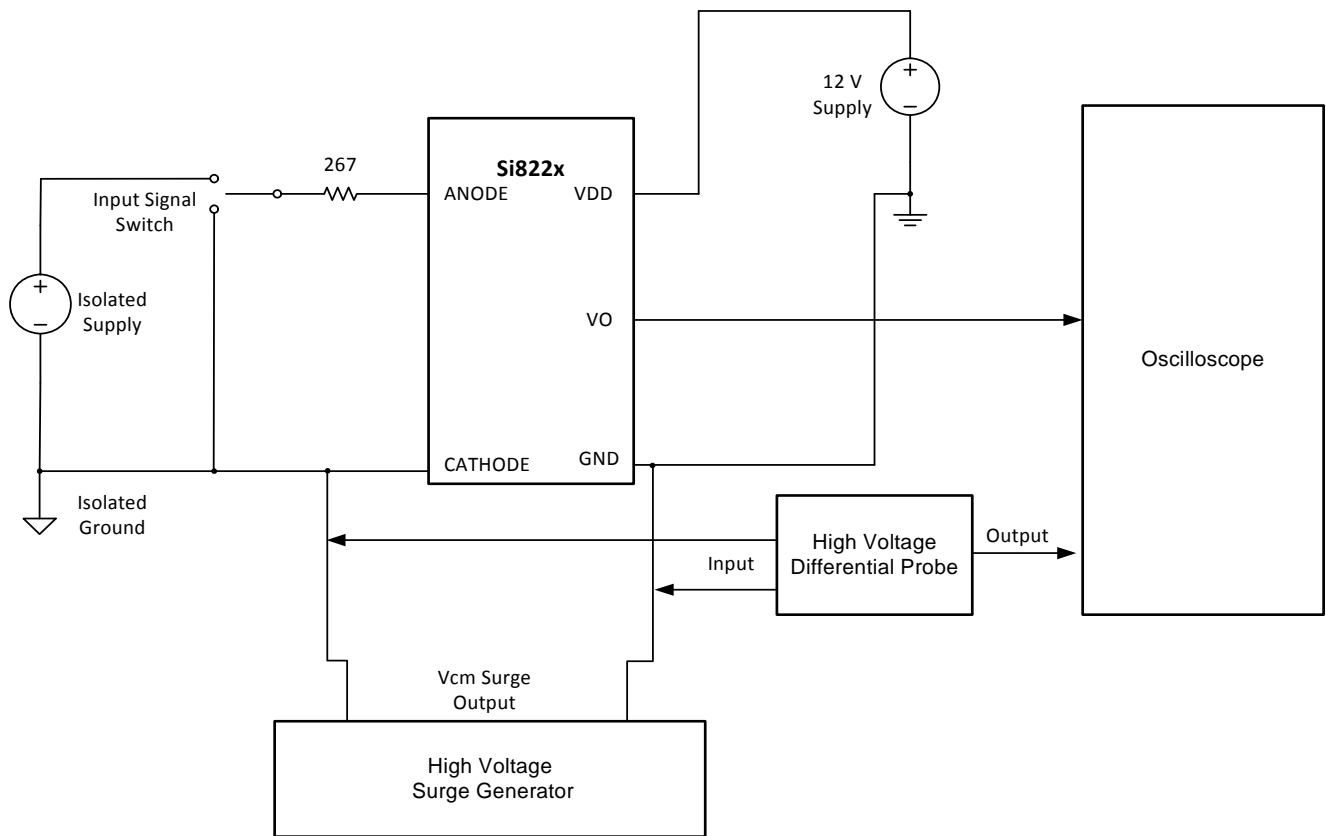 12 V
Supply
+
−
Si822x
267
ANODE
VDD
Input Signal
Switch
+
−
Isolated
Supply
VO
Oscilloscope
CATHODE
GND
Isolated
Ground
High Voltage
Differential Probe
Output
Input
Vcm Surge
Output
High Voltage
Surge Generator